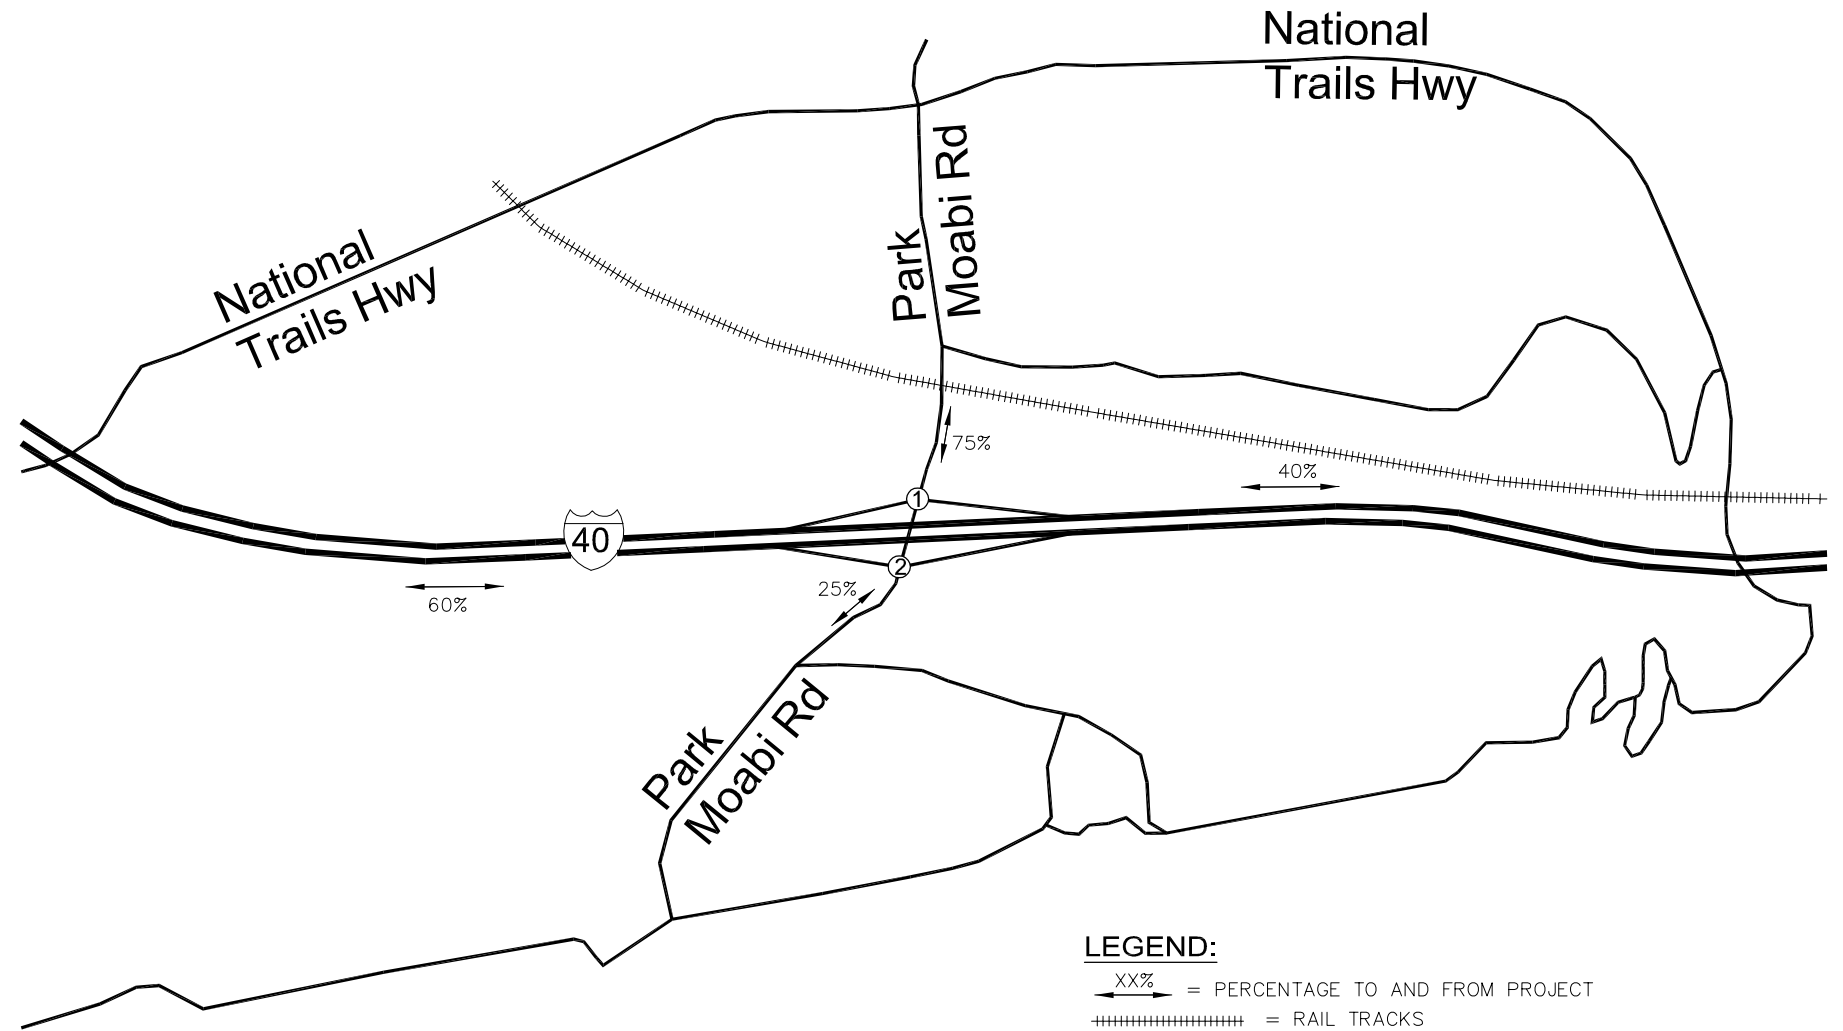 National
Trails Hwy
Park
Moabi Rd
National
Trails Hwy
75%
40%
1
40
2
60%
25%
Park
Moabi Rd
LEGEND:
XX%
= PERCENTAGE TO AND FROM PROJECT
= RAIL TRACKS